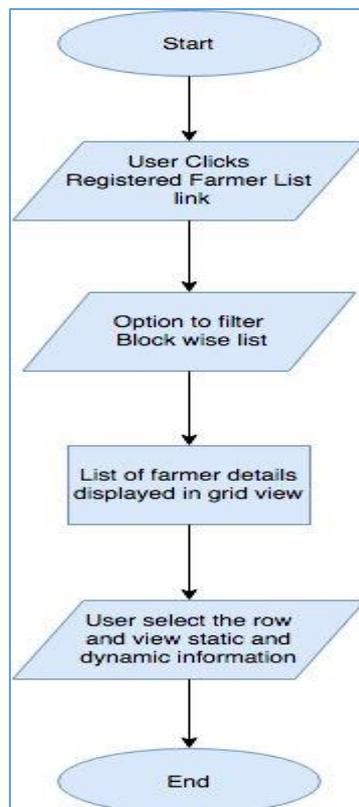 Start
User Clicks
Registered Farmer List
link
Option to filter
Block wise list
List of farmer details
displayed in grid view
User select the row
and view static and
dynamic information
End